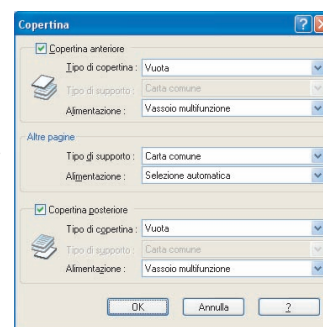 Copertina
Copertina anteriore
Tipo di copertina : Vuota
Tipo di supporto : Carta comune
Alimentazione : Vassoio multifunzione
Altre pagine
Tipo di supporto : Carta comune
Alimentazione : Selezione automatica
Copertina posteriore
Tipo di copertina : Vuota
Tipo di supporto : Carta comune
Alimentazione : Vassoio multifunzione
OK Annulla ?